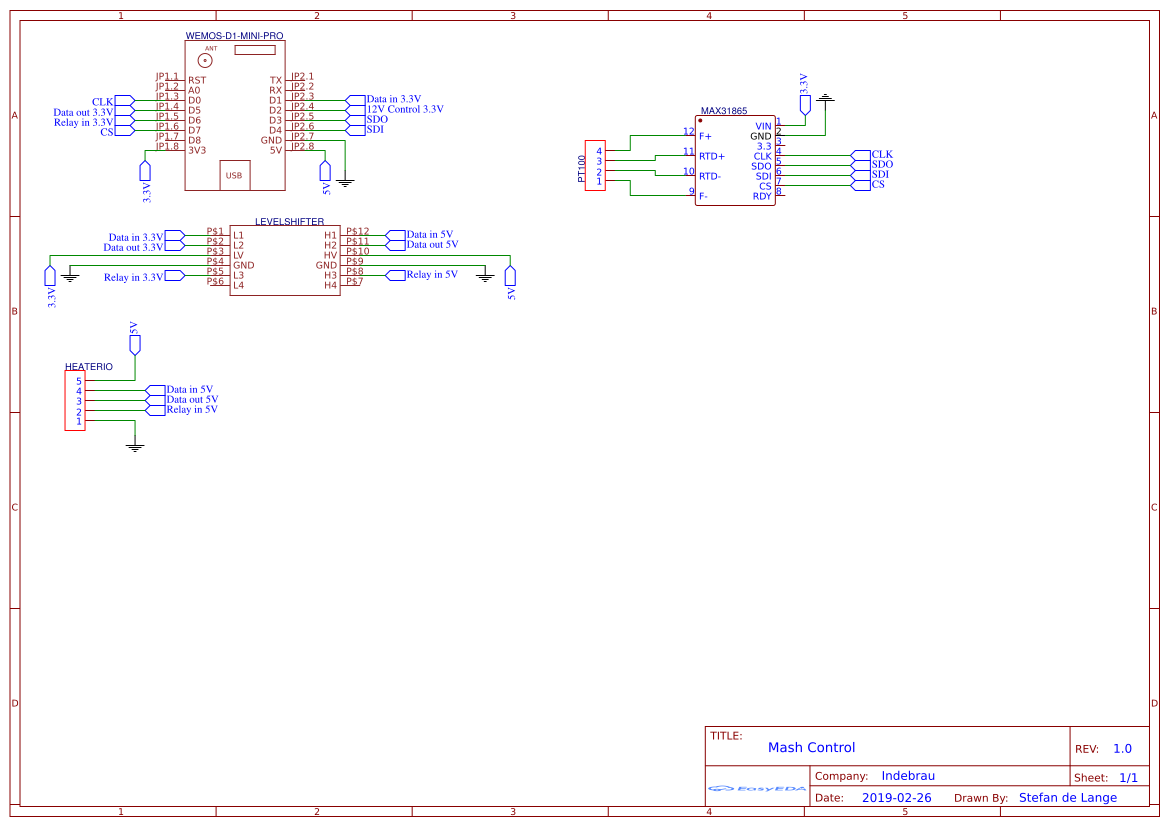 1 2 3 4 5
A A
B B
C C
D D
WEMOS-D1-MINI-PRO
ANT
JP1.1 RST TX JP2.1
JP1.2 A0 RX JP2.2
CLK JP1.3 D0 D1 JP2.3 Data in 3.3V
Data out 3.3V JP1.4 D5 D2 JP2.4 12V Control 3.3V
Relay in 3.3V JP1.5 D6 D3 JP2.5 SDO
CS JP1.6 D7 D4 JP2.6 SDI
JP1.7 D8 GND JP2.7
JP1.8 3V3 5V JP2.8
USB
3.3V 5V
3.3V
MAX31865
VIN 1
12 F+ GND 2
3.3 3
11 RTD+ CLK 4 CLK
SDO 5 SDO
10 RTD- SDI 6 SDI
CS 7 CS
9 F- RDY 8
PT100
4
3
2
1
LEVELSHIFTER
Data in 3.3V P$1 L1 H1 P$12 Data in 5V
Data out 3.3V P$2 L2 H2 P$11 Data out 5V
P$3 LV HV P$10
P$4 GND GND P$9
Relay in 3.3V P$5 L3 H3 P$8 Relay in 5V
P$6 L4 H4 P$7
3.3V 5V
5V
HEATERIO
5
4 Data in 5V
3 Data out 5V
2 Relay in 5V
1
TITLE:
Mash Control
REV: 1.0
EasyEDA
Company: Indebrau
Sheet: 1/1
Date: 2019-02-26 Drawn By: Stefan de Lange
1 2 3 4 5